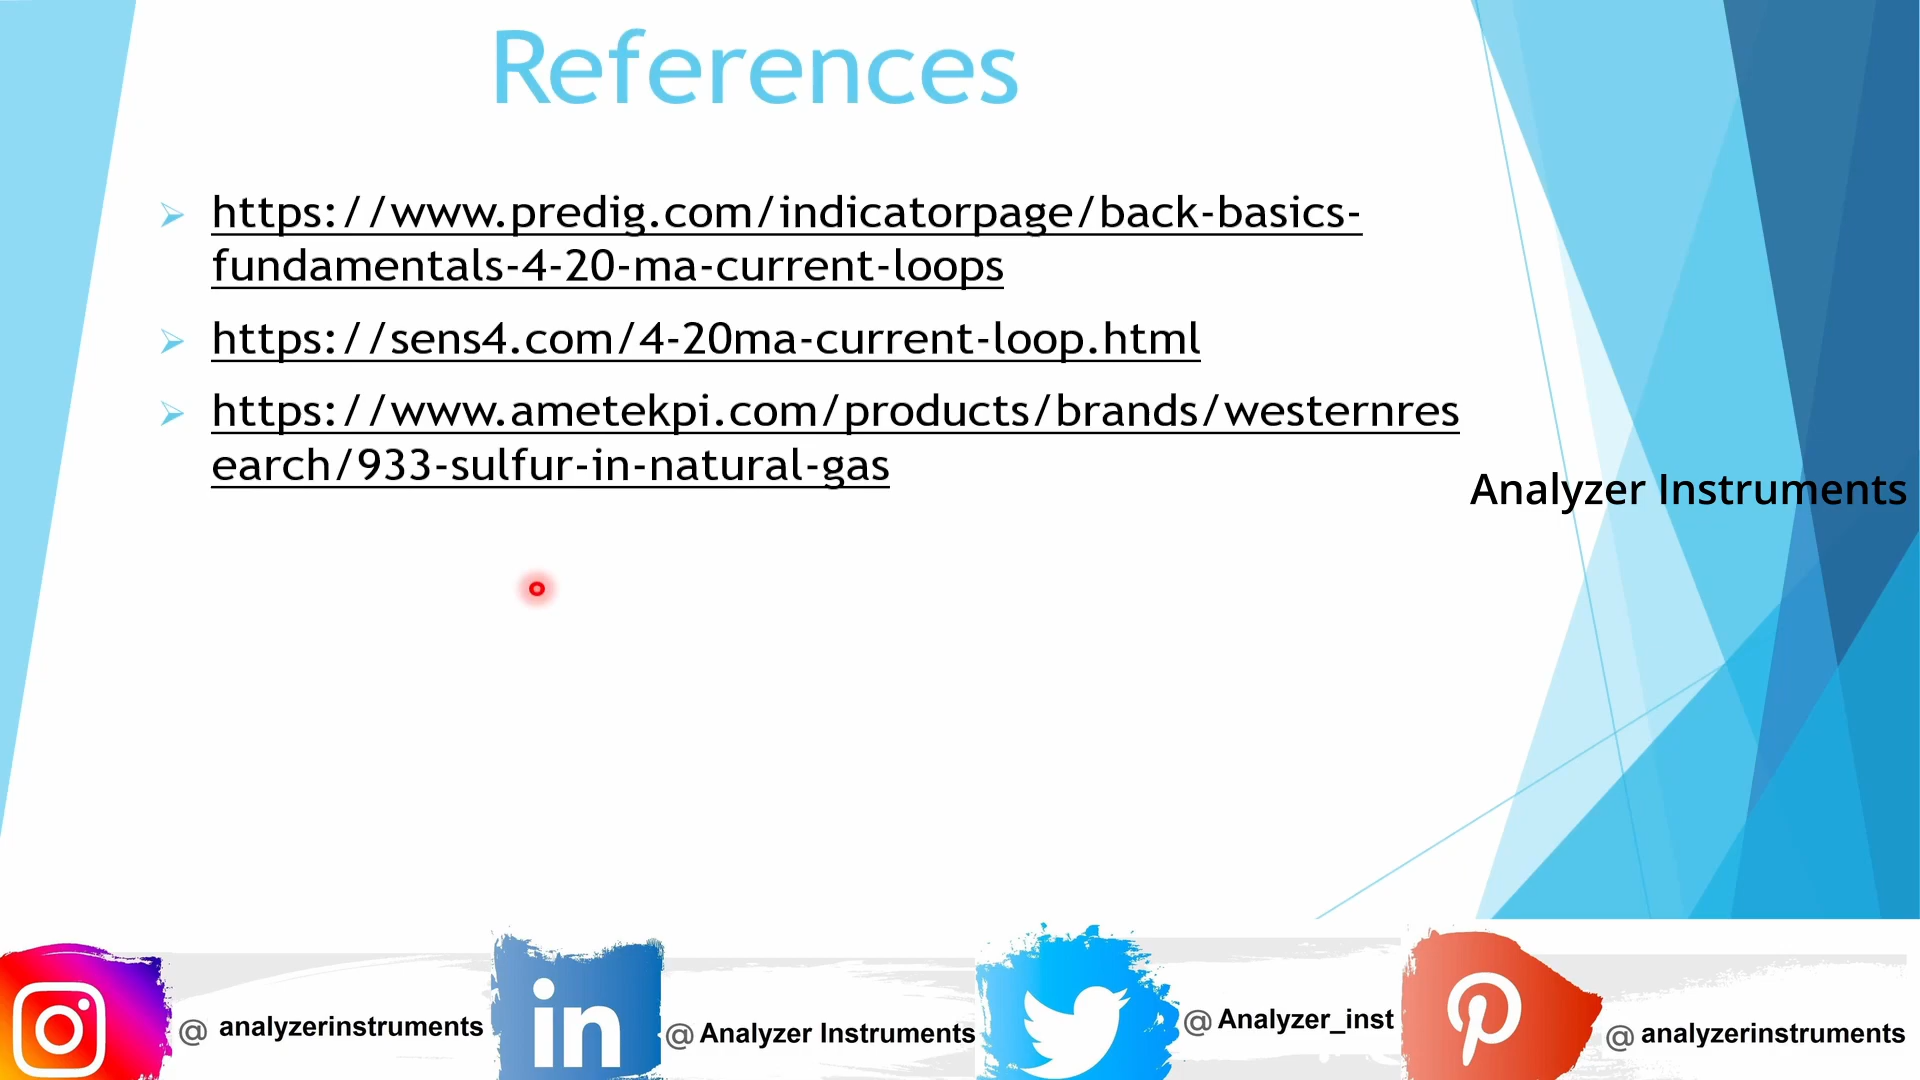 References
https://www.predig.com/indicatorpage/back-basics-
fundamentals-4-20-ma-current-loops
https://sens4.com/4-20ma-current-loop.html
https://www.ametekpi.com/products/brands/westernres
earch/933-sulfur-in-natural-gas
Analyzer Instruments
@ analyzerinstruments
in
@ Analyzer Instruments
@ Analyzer_inst
@ analyzerinstruments